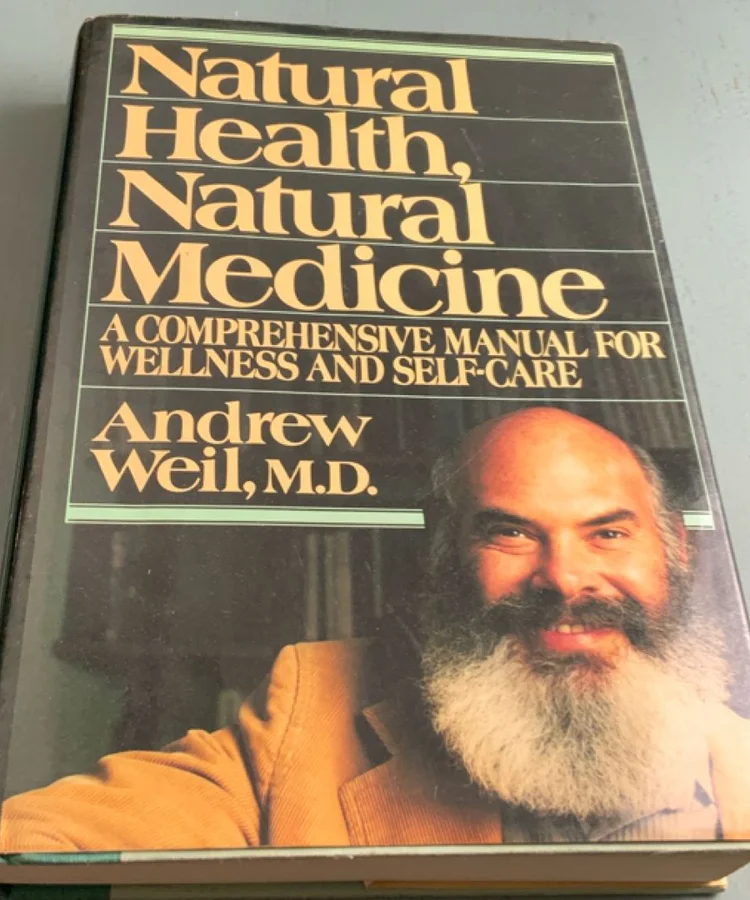 Natural
Health,
Natural
Medicine
A COMPREHENSIVE MANUAL FOR
WELLNESS AND SELF-CARE
Andrew
Weil, M.D.